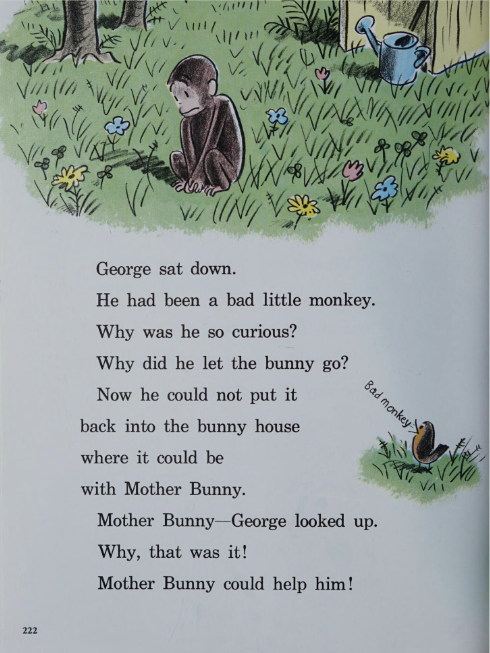 George sat down.
He had been a bad little monkey.
Why was he so curious?
Why did he let the bunny go?
Now he could not put it
back into the bunny house
where it could be
with Mother Bunny.
Mother Bunny—George looked up.
Why, that was it!
Mother Bunny could help him!
Bad monkey
222